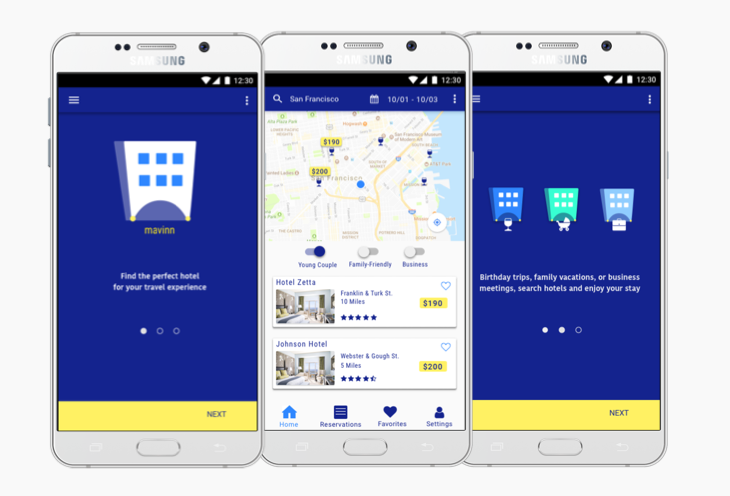 SAMSUNG
12:30
mavinn
Find the perfect hotel
for your travel experience
NEXT
SAMSUNG
12:30
San Francisco
10/01 - 10/03
$190
$200
San Francisco
Young Couple
Family-Friendly
Business
Hotel Zetta
Franklin & Turk St.
10 Miles
$190
Johnson Hotel
Webster & Gough St.
5 Miles
$200
Home
Reservations
Favorites
Settings
SAMSUNG
12:30
Birthday trips, family vacations, or business
meetings, search hotels and enjoy your stay
NEXT